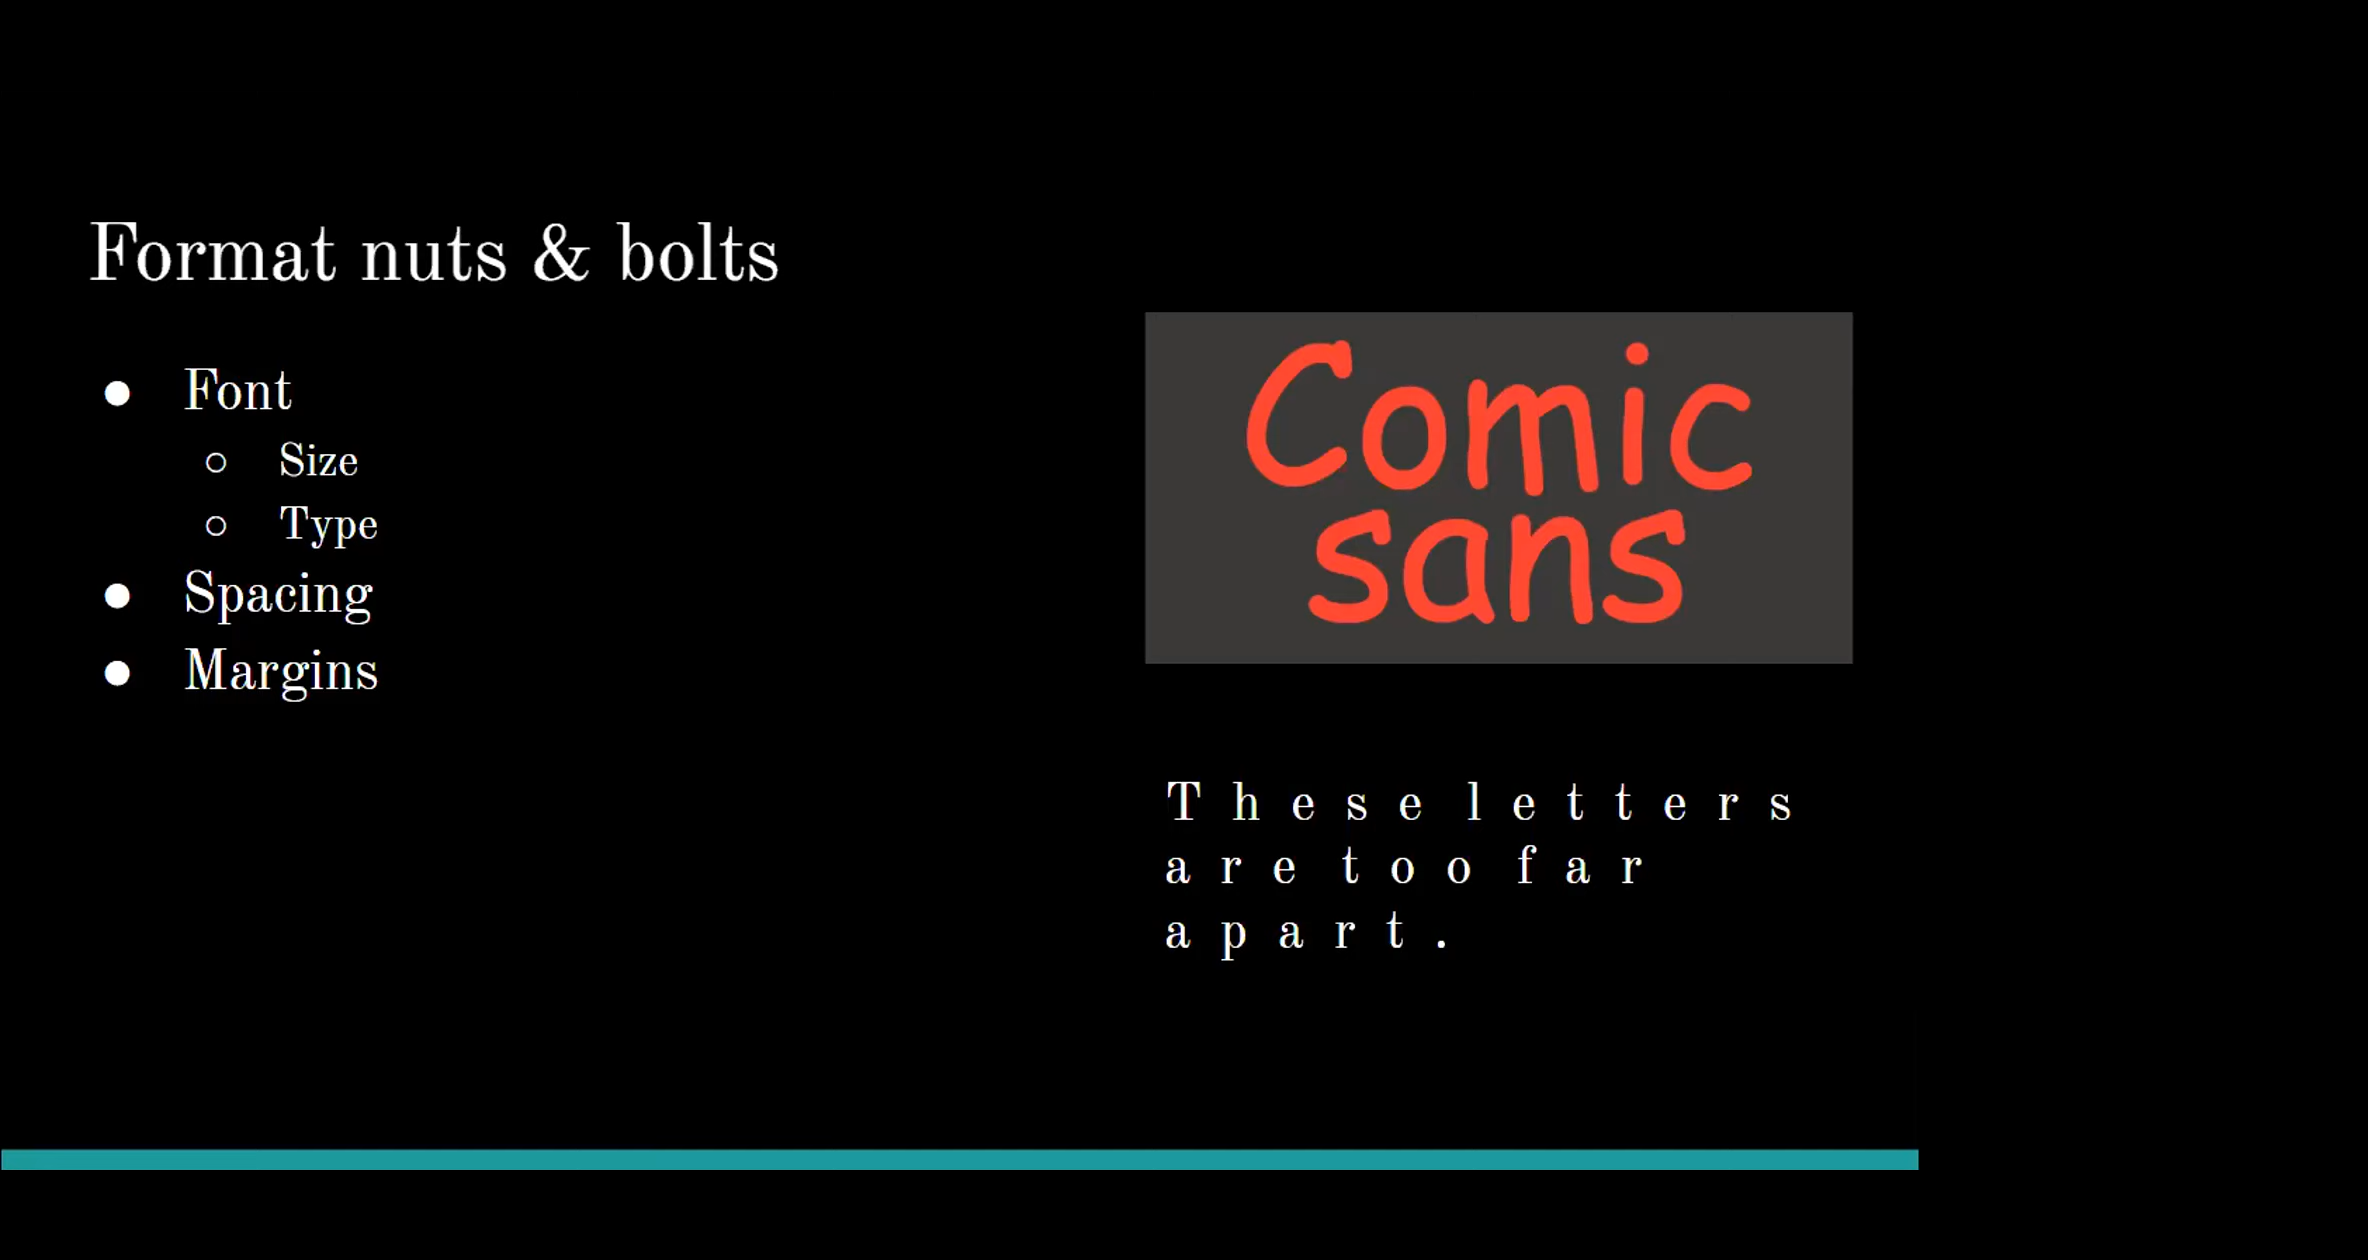 Format nuts & bolts
● Font
○ Size
○ Type
● Spacing
● Margins
Comic
sans
T h e s e l e t t e r s
a r e t o o f a r
a p a r t .